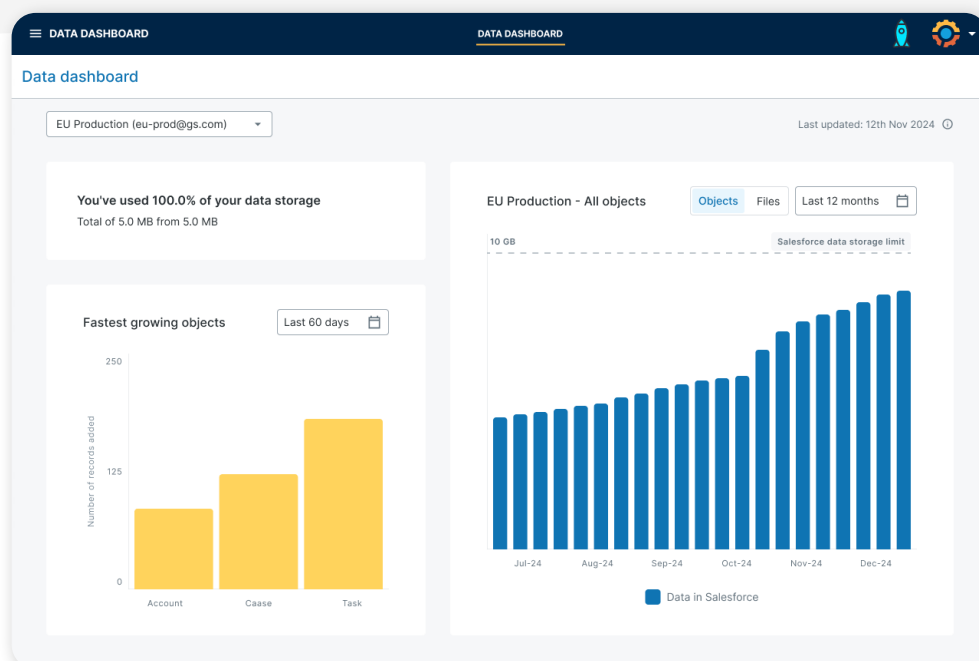 DATA DASHBOARD
DATA DASHBOARD
Data dashboard
EU Production (eu-prod@gs.com)
Last updated: 12th Nov 2024
You've used 100.0% of your data storage
Total of 5.0 MB from 5.0 MB
Fastest growing objects
Last 60 days
250
125
0
Number of records added
Account
Caase
Task
EU Production - All objects
Objects
Files
Last 12 months
10 GB
Salesforce data storage limit
Jul-24
Aug-24
Sep-24
Oct-24
Nov-24
Dec-24
Data in Salesforce